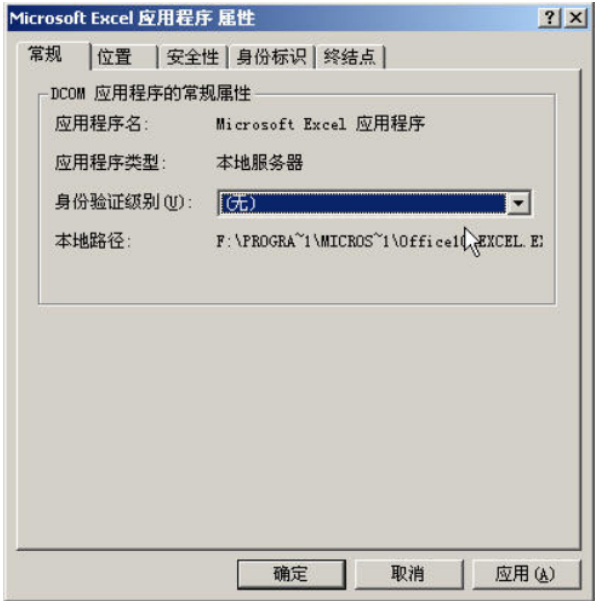 Microsoft Excel 应用程序 属性
常规 位置 安全性 身份标识 终结点
DCOM 应用程序的常规属性
应用程序名: Microsoft Excel 应用程序
应用程序类型: 本地服务器
身份验证级别(U): (无)
本地路径: F:\PROGRA~1\MICROS~1\Office10\EXCEL.EX
确定 取消 应用(A)